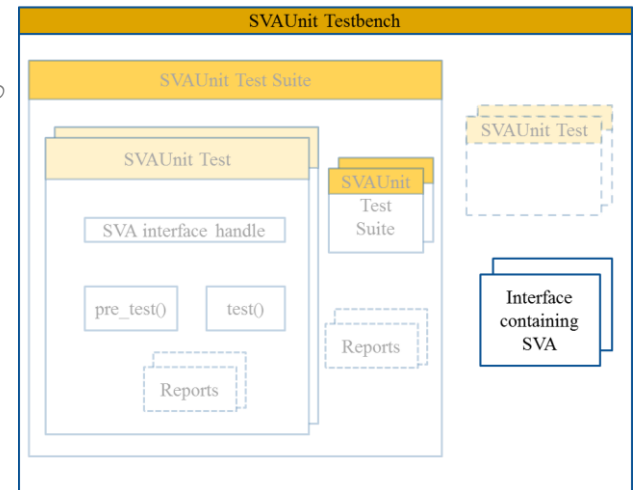 SVAUnit Testbench
SVAUnit Test Suite
SVAUnit Test
SVA interface handle
pre_test()
test()
Reports
SVAUnit
Test
Suite
Reports
SVAUnit Test
Interface
containing
SVA